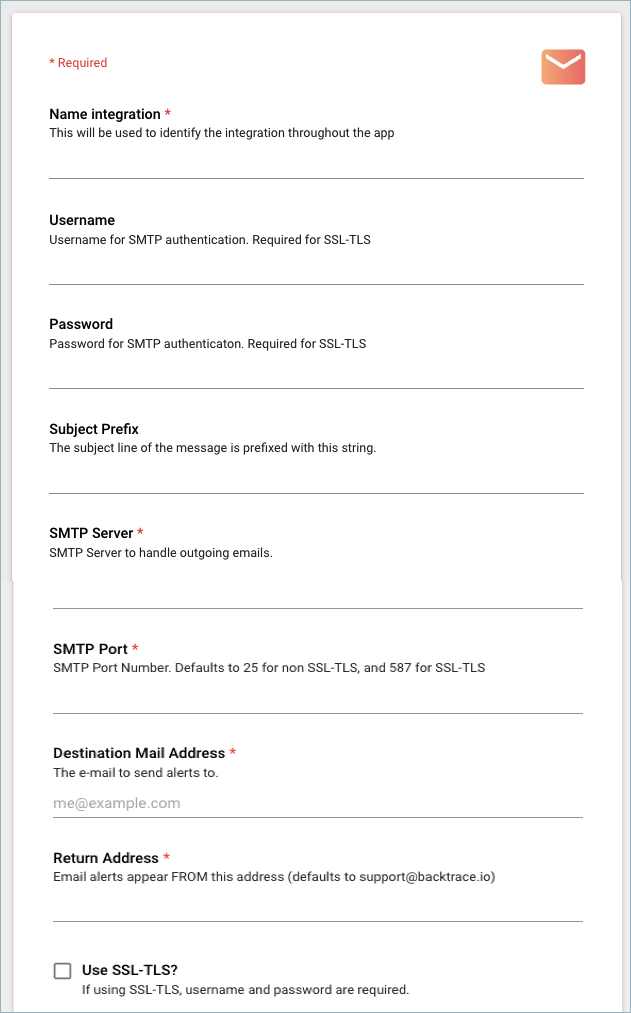 * Required
Name integration *
This will be used to identify the integration throughout the app
Username
Username for SMTP authentication. Required for SSL-TLS
Password
Password for SMTP authenticaton. Required for SSL-TLS
Subject Prefix
The subject line of the message is prefixed with this string.
SMTP Server *
SMTP Server to handle outgoing emails.
SMTP Port *
SMTP Port Number. Defaults to 25 for non SSL-TLS, and 587 for SSL-TLS
Destination Mail Address *
The e-mail to send alerts to.
me@example.com
Return Address *
Email alerts appear FROM this address (defaults to support@backtrace.io)
Use SSL-TLS?
If using SSL-TLS, username and password are required.